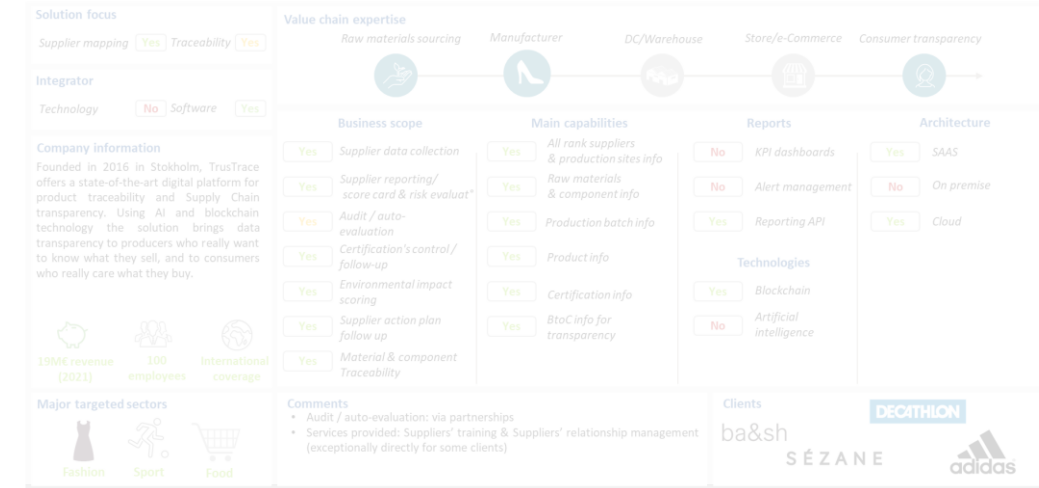 Solution focus
Supplier mapping Yes Traceability Yes
Integrator
Technology No Software Yes
Company information
Founded in 2016 in Stokholm, TrusTrace
offers a state-of-the-art digital platform for
product traceability and Supply Chain
transparency. Using AI and blockchain
technology the solution brings data
transparency to producers who really want
to know what they sell, and to consumers
who really care what they buy.
19M€ revenue
(2021)
100
employees
International
coverage
Major targeted sectors
Fashion Sport Food
Value chain expertise
Raw materials sourcing Manufacturer DC/Warehouse Store/e-Commerce Consumer transparency
Business scope
Yes Supplier data collection
Yes Supplier reporting/
score card & risk evaluat*
Yes Audit / auto-
evaluation
Yes Certification's control /
follow-up
Yes Environmental impact
scoring
Yes Supplier action plan
follow up
Yes Material & component
Traceability
Main capabilities
Yes All rank suppliers
& production sites info
Yes Raw materials
& component info
Yes Production batch info
Yes Product info
Yes Certification info
Yes BtoC info for
transparency
Reports
No KPI dashboards
No Alert management
Yes Reporting API
Technologies
Yes Blockchain
No Artificial
intelligence
Architecture
Yes SAAS
No On premise
Yes Cloud
Comments
• Audit / auto-evaluation: via partnerships
• Services provided: Suppliers' training & Suppliers' relationship management
(exceptionally directly for some clients)
Clients
DECATHLON
ba&sh
SÉZANE
adidas